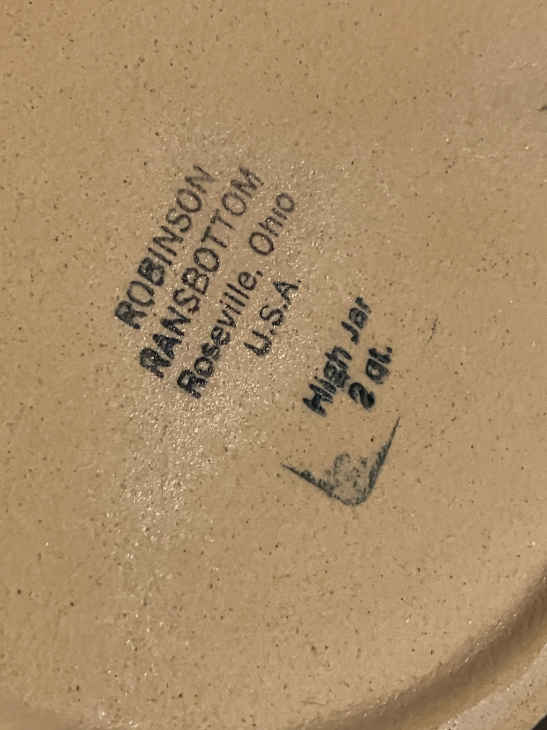 ROBINSON
RANSBOTTOM
Roseville, Ohio
U.S.A.
High Jar
2 qt.